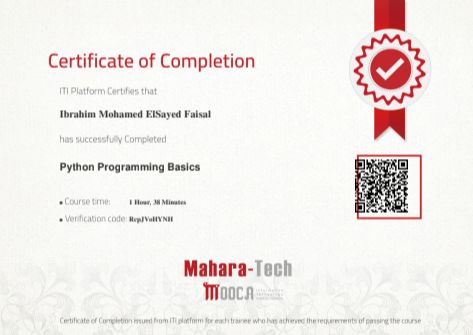 Certificate of Completion
ITI Platform Certifies that
Ibrahim Mohamed ElSayed Faisal
has successfully Completed
Python Programming Basics
• Course time: 1 Hour, 38 Minutes
• Verification code: RcpJVoHYNH
Mahara-Tech
MOOCA
Certificate of Completion issued from ITI platform for each trainee who has achieved the requirements of passing the course